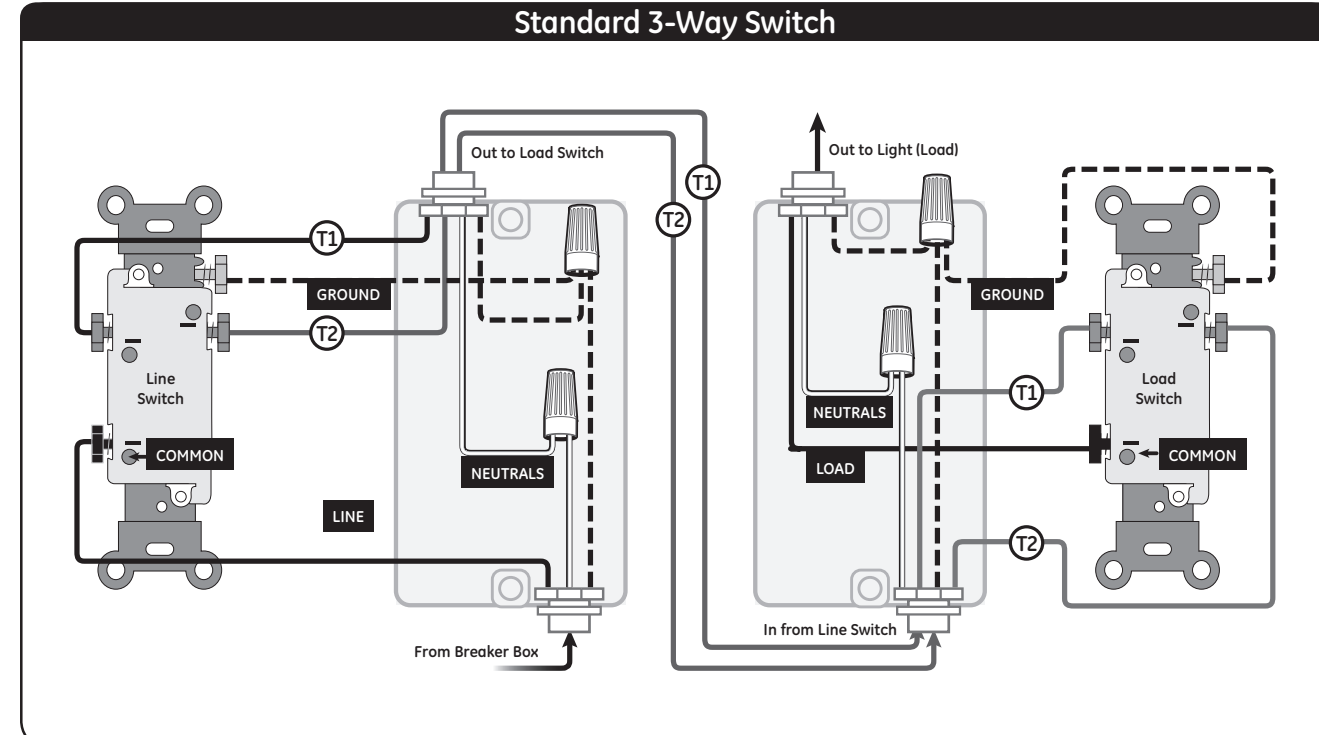 Standard 3-Way Switch
Out to Load Switch
Out to Light (Load)
T1
T2
T1
GROUND
T2
Line
Switch
COMMON
NEUTRALS
LINE
From Breaker Box
GROUND
T1
NEUTRALS
Load
Switch
LOAD
COMMON
T2
In from Line Switch